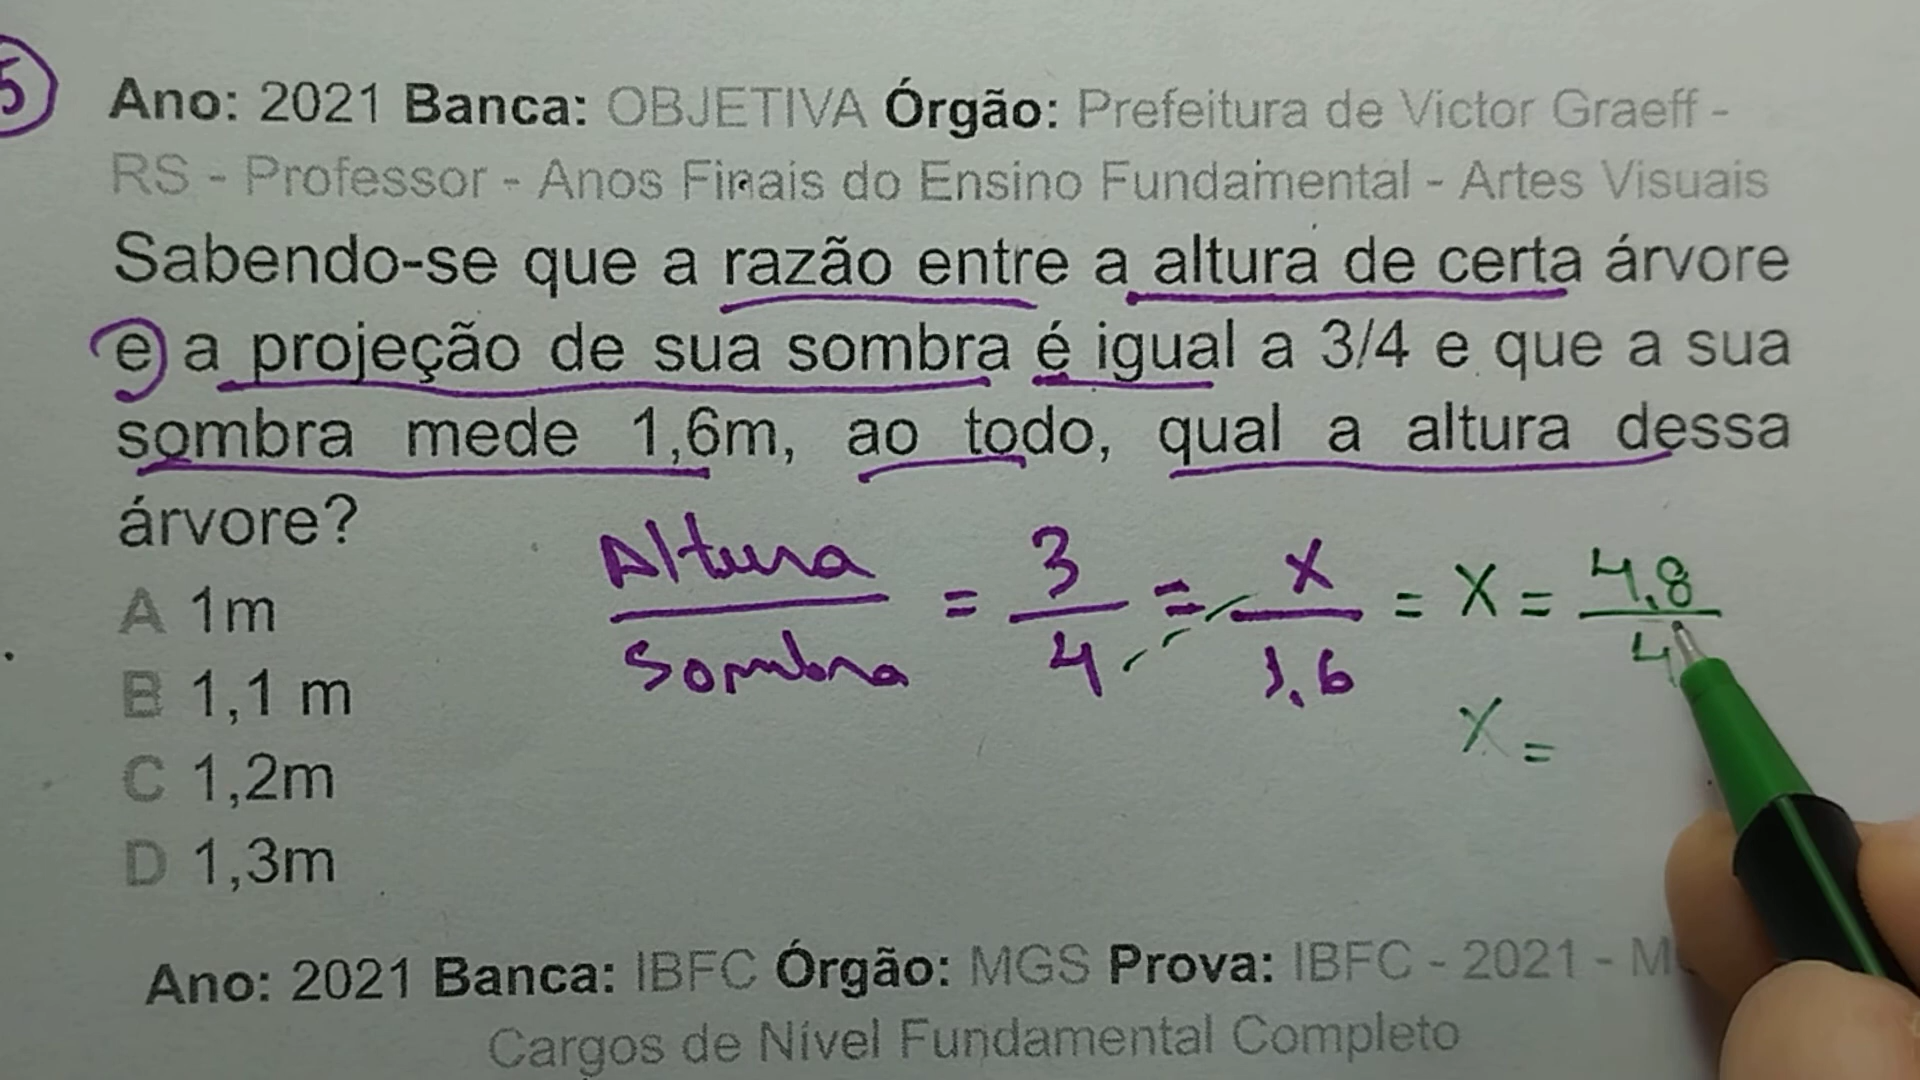 5
Ano: 2021 Banca: OBJETIVA Órgão: Prefeitura de Victor Graeff -
RS - Professor - Anos Finais do Ensino Fundamental - Artes Visuais
Sabendo-se que a razão entre a altura de certa árvore
e a projeção de sua sombra é igual a 3/4 e que a sua
sombra mede 1,6m, ao todo, qual a altura dessa
árvore?
Altura/Sombra = 3/4 = X/1,6 = X = 4,8/4
X =
A 1m
B 1,1 m
C 1,2m
D 1,3m
Ano: 2021 Banca: IBFC Órgão: MGS Prova: IBFC - 2021 - M
Cargos de Nível Fundamental Completo